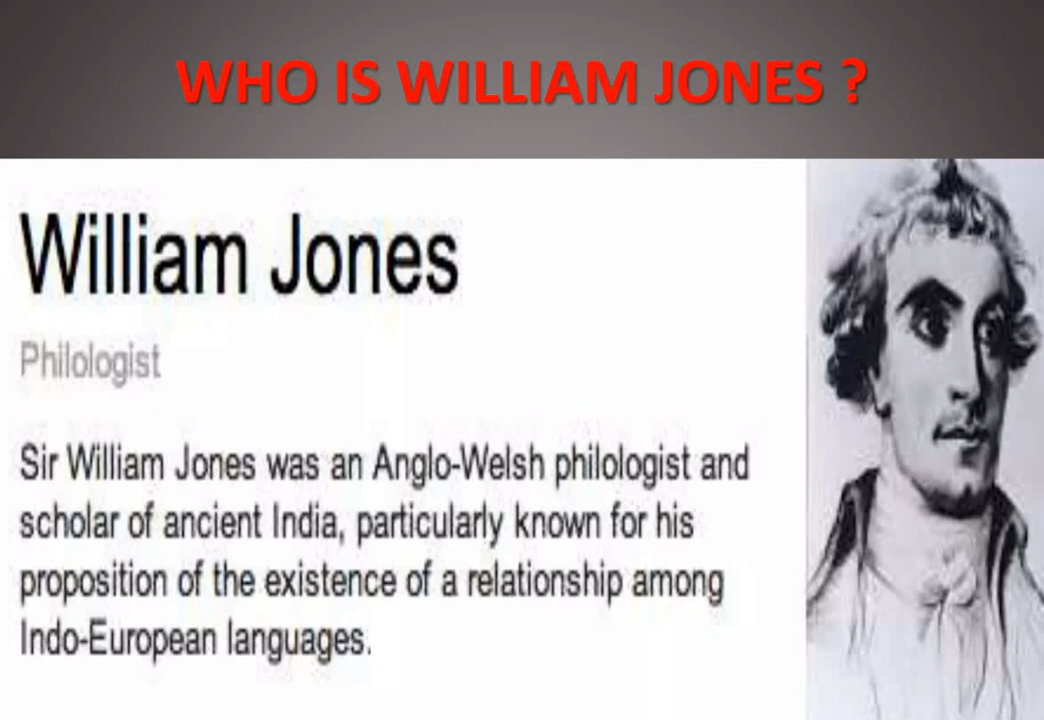 WHO IS WILLIAM JONES ?
William Jones
Philologist
Sir William Jones was an Anglo-Welsh philologist and
scholar of ancient India, particularly known for his
proposition of the existence of a relationship among
Indo-European languages.